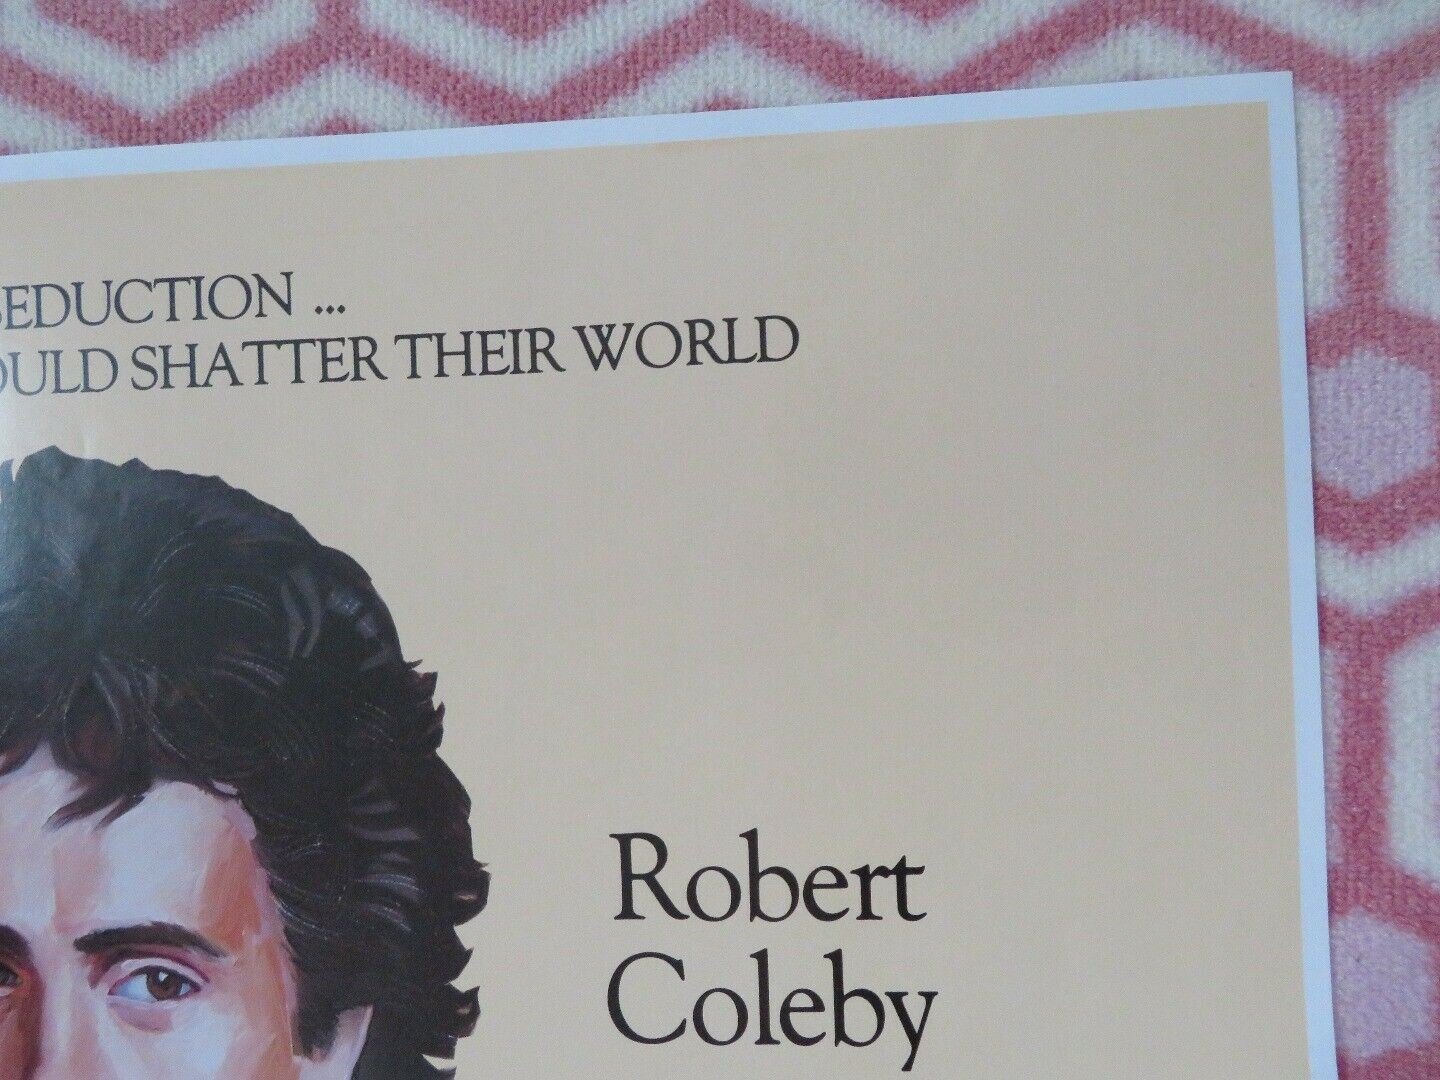 SEDUCTION ...
OULD SHATTER THEIR WORLD
Robert
Coleby